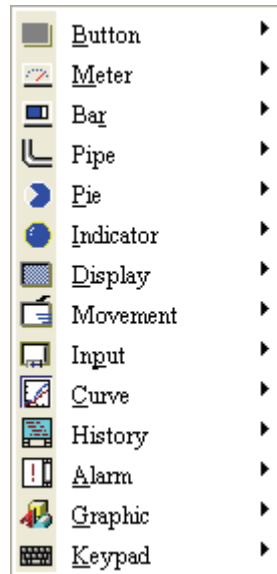 Button
Meter
Bar
Pipe
Pie
Indicator
Display
Movement
Input
Curve
History
Alarm
Graphic
Keypad